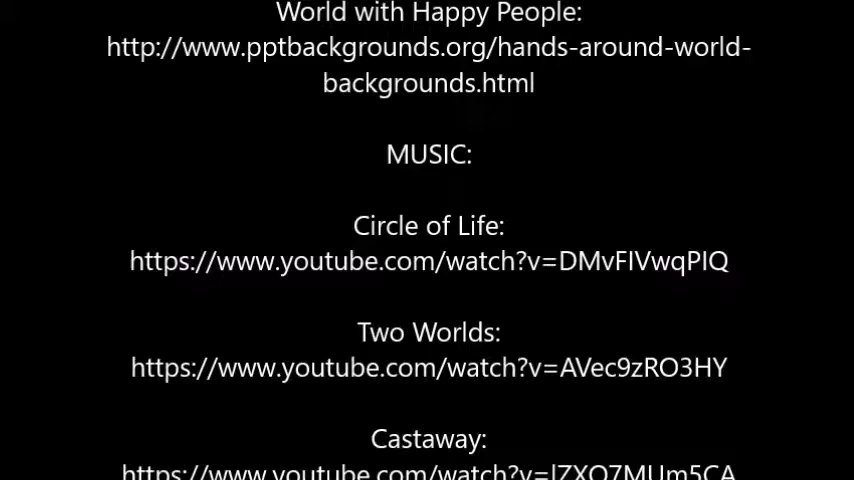 World with Happy People:
http://www.pptbackgrounds.org/hands-around-world-
backgrounds.html
MUSIC:
Circle of Life:
https://www.youtube.com/watch?v=DMvFIVwqPIQ
Two Worlds:
https://www.youtube.com/watch?v=AVec9zRO3HY
Castaway: